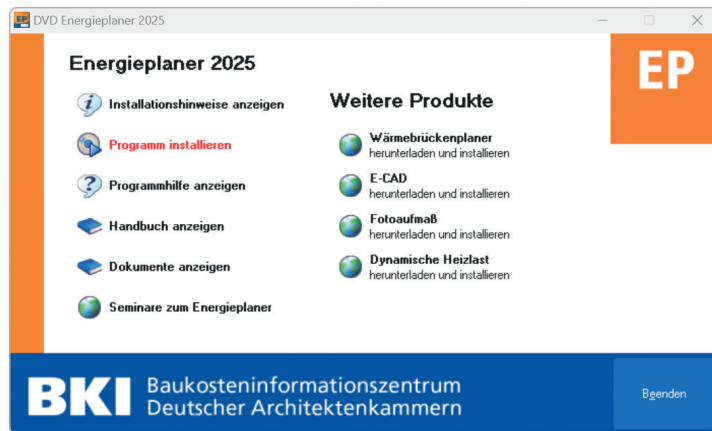 EP
BKI
DVD Energieplaner 2025
Energieplaner 2025
Installationshinweise anzeigen
Programm installieren
Programmhilfe anzeigen
Handbuch anzeigen
Dokumente anzeigen
Seminare zum Energieplaner
Weitere Produkte
Wärmebrückenplaner
herunterladen und installieren
E-CAD
herunterladen und installieren
Fotoaufmaß
herunterladen und installieren
Dynamische Heizlast
herunterladen und installieren
EP
BKI
Baukosteninformationszentrum
Deutscher Architektenkammern
Beenden